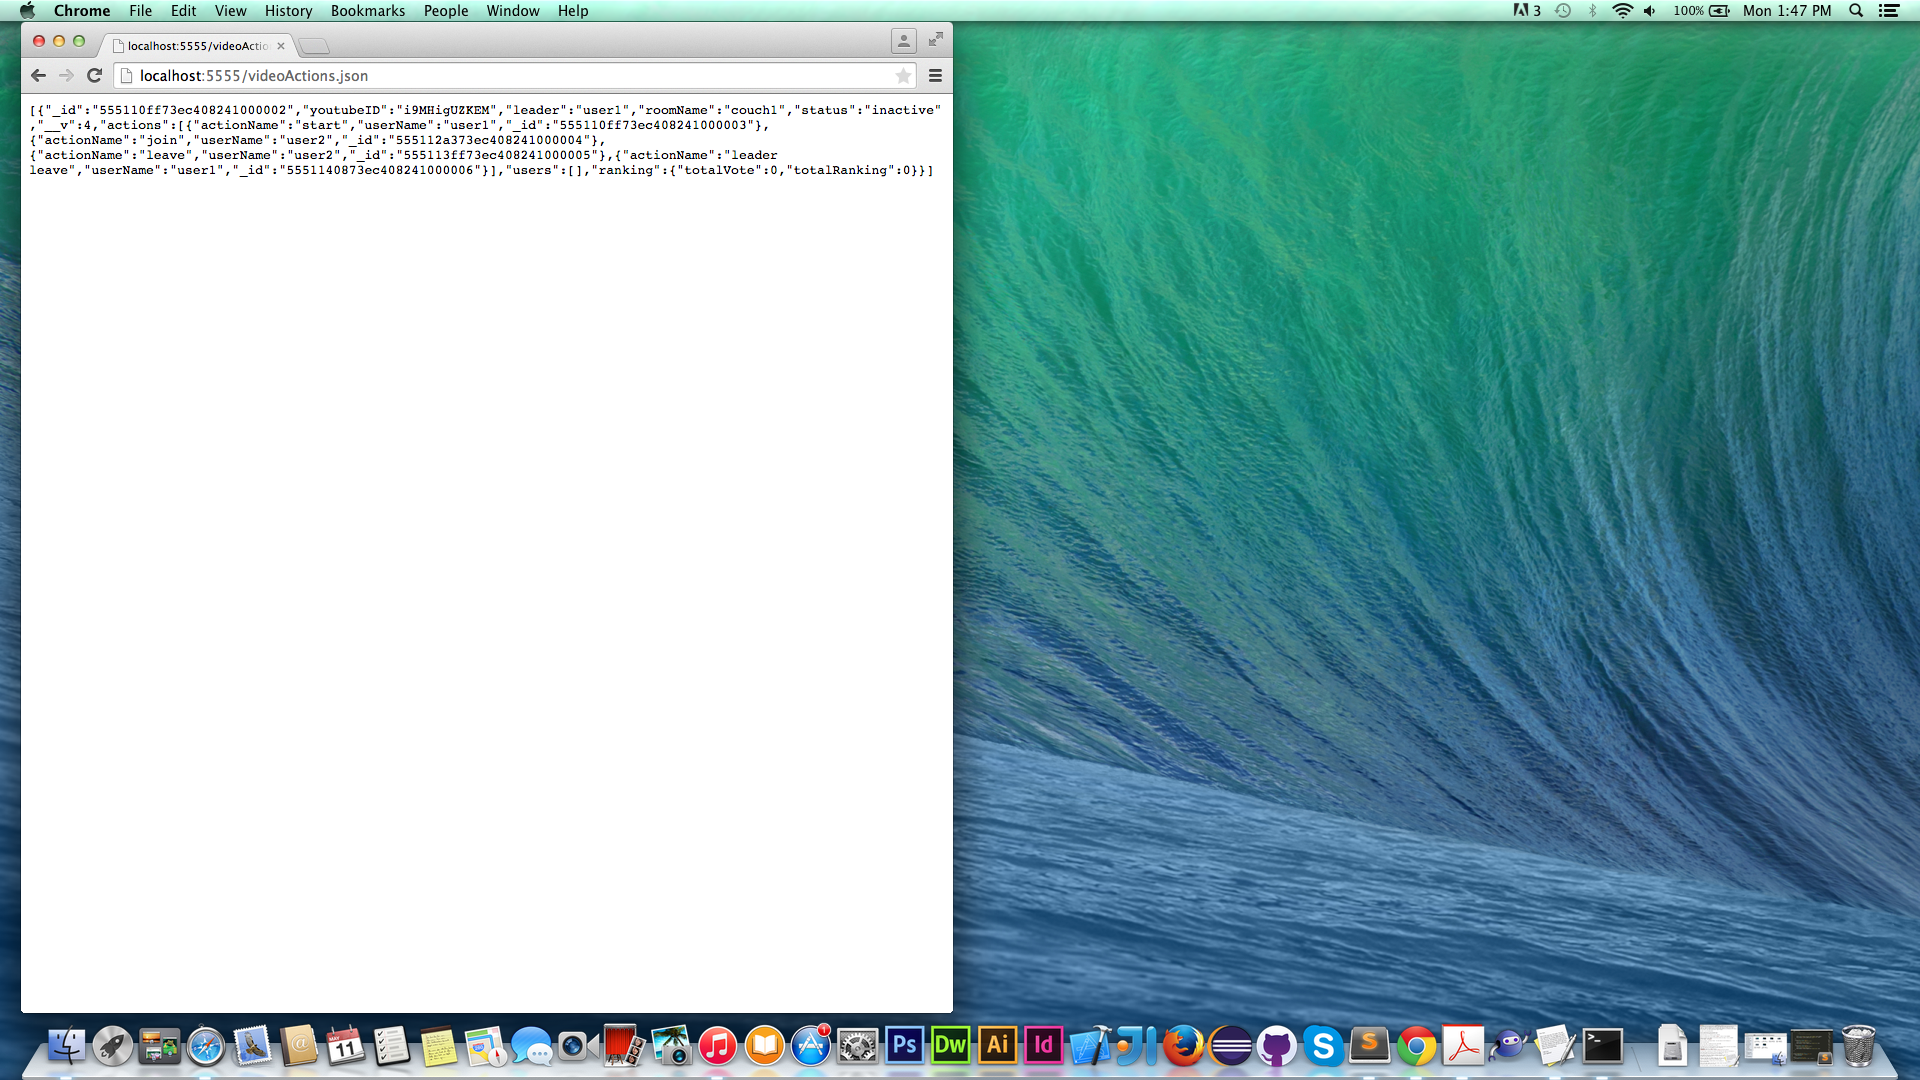 Chrome File Edit View History Bookmarks People Window Help 3 100% Mon 1:47 PM
localhost:5555/videoActio
localhost:5555/videoActions.json
[{"_id":"555110ff73ec408241000002","youtubeID":"i9MHigUZKEM","leader":"user1","roomName":"couch1","status":"inactive"
,"__v":4,"actions":[{"actionName":"start","userName":"user1","_id":"555110ff73ec408241000003"},
{"actionName":"join","userName":"user2","_id":"555112a373ec408241000004"},
{"actionName":"leave","userName":"user2","_id":"555113ff73ec408241000005"},{"actionName":"leader
leave","userName":"user1","_id":"5551140873ec408241000006"}],"users":[],"ranking":{"totalVote":0,"totalRanking":0}}]
MAY
11
1
Ps Dw Ai Id